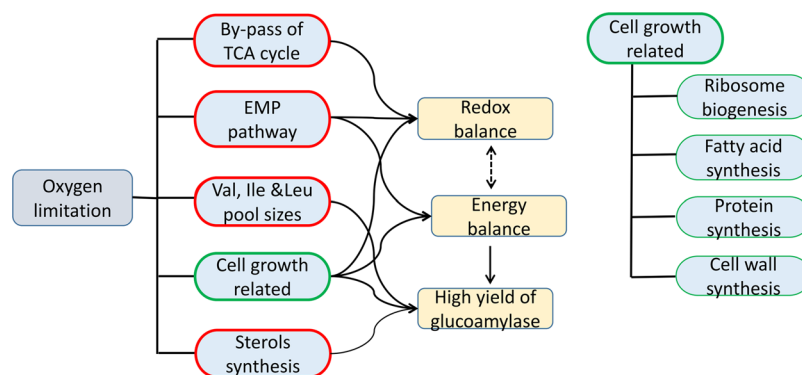 Oxygen
limitation
By-pass of
TCA cycle
EMP
pathway
Val, Ile &Leu
pool sizes
Cell growth
related
Sterols
synthesis
Redox
balance
Energy
balance
High yield of
glucoamylase
Cell growth
related
Ribosome
biogenesis
Fatty acid
synthesis
Protein
synthesis
Cell wall
synthesis